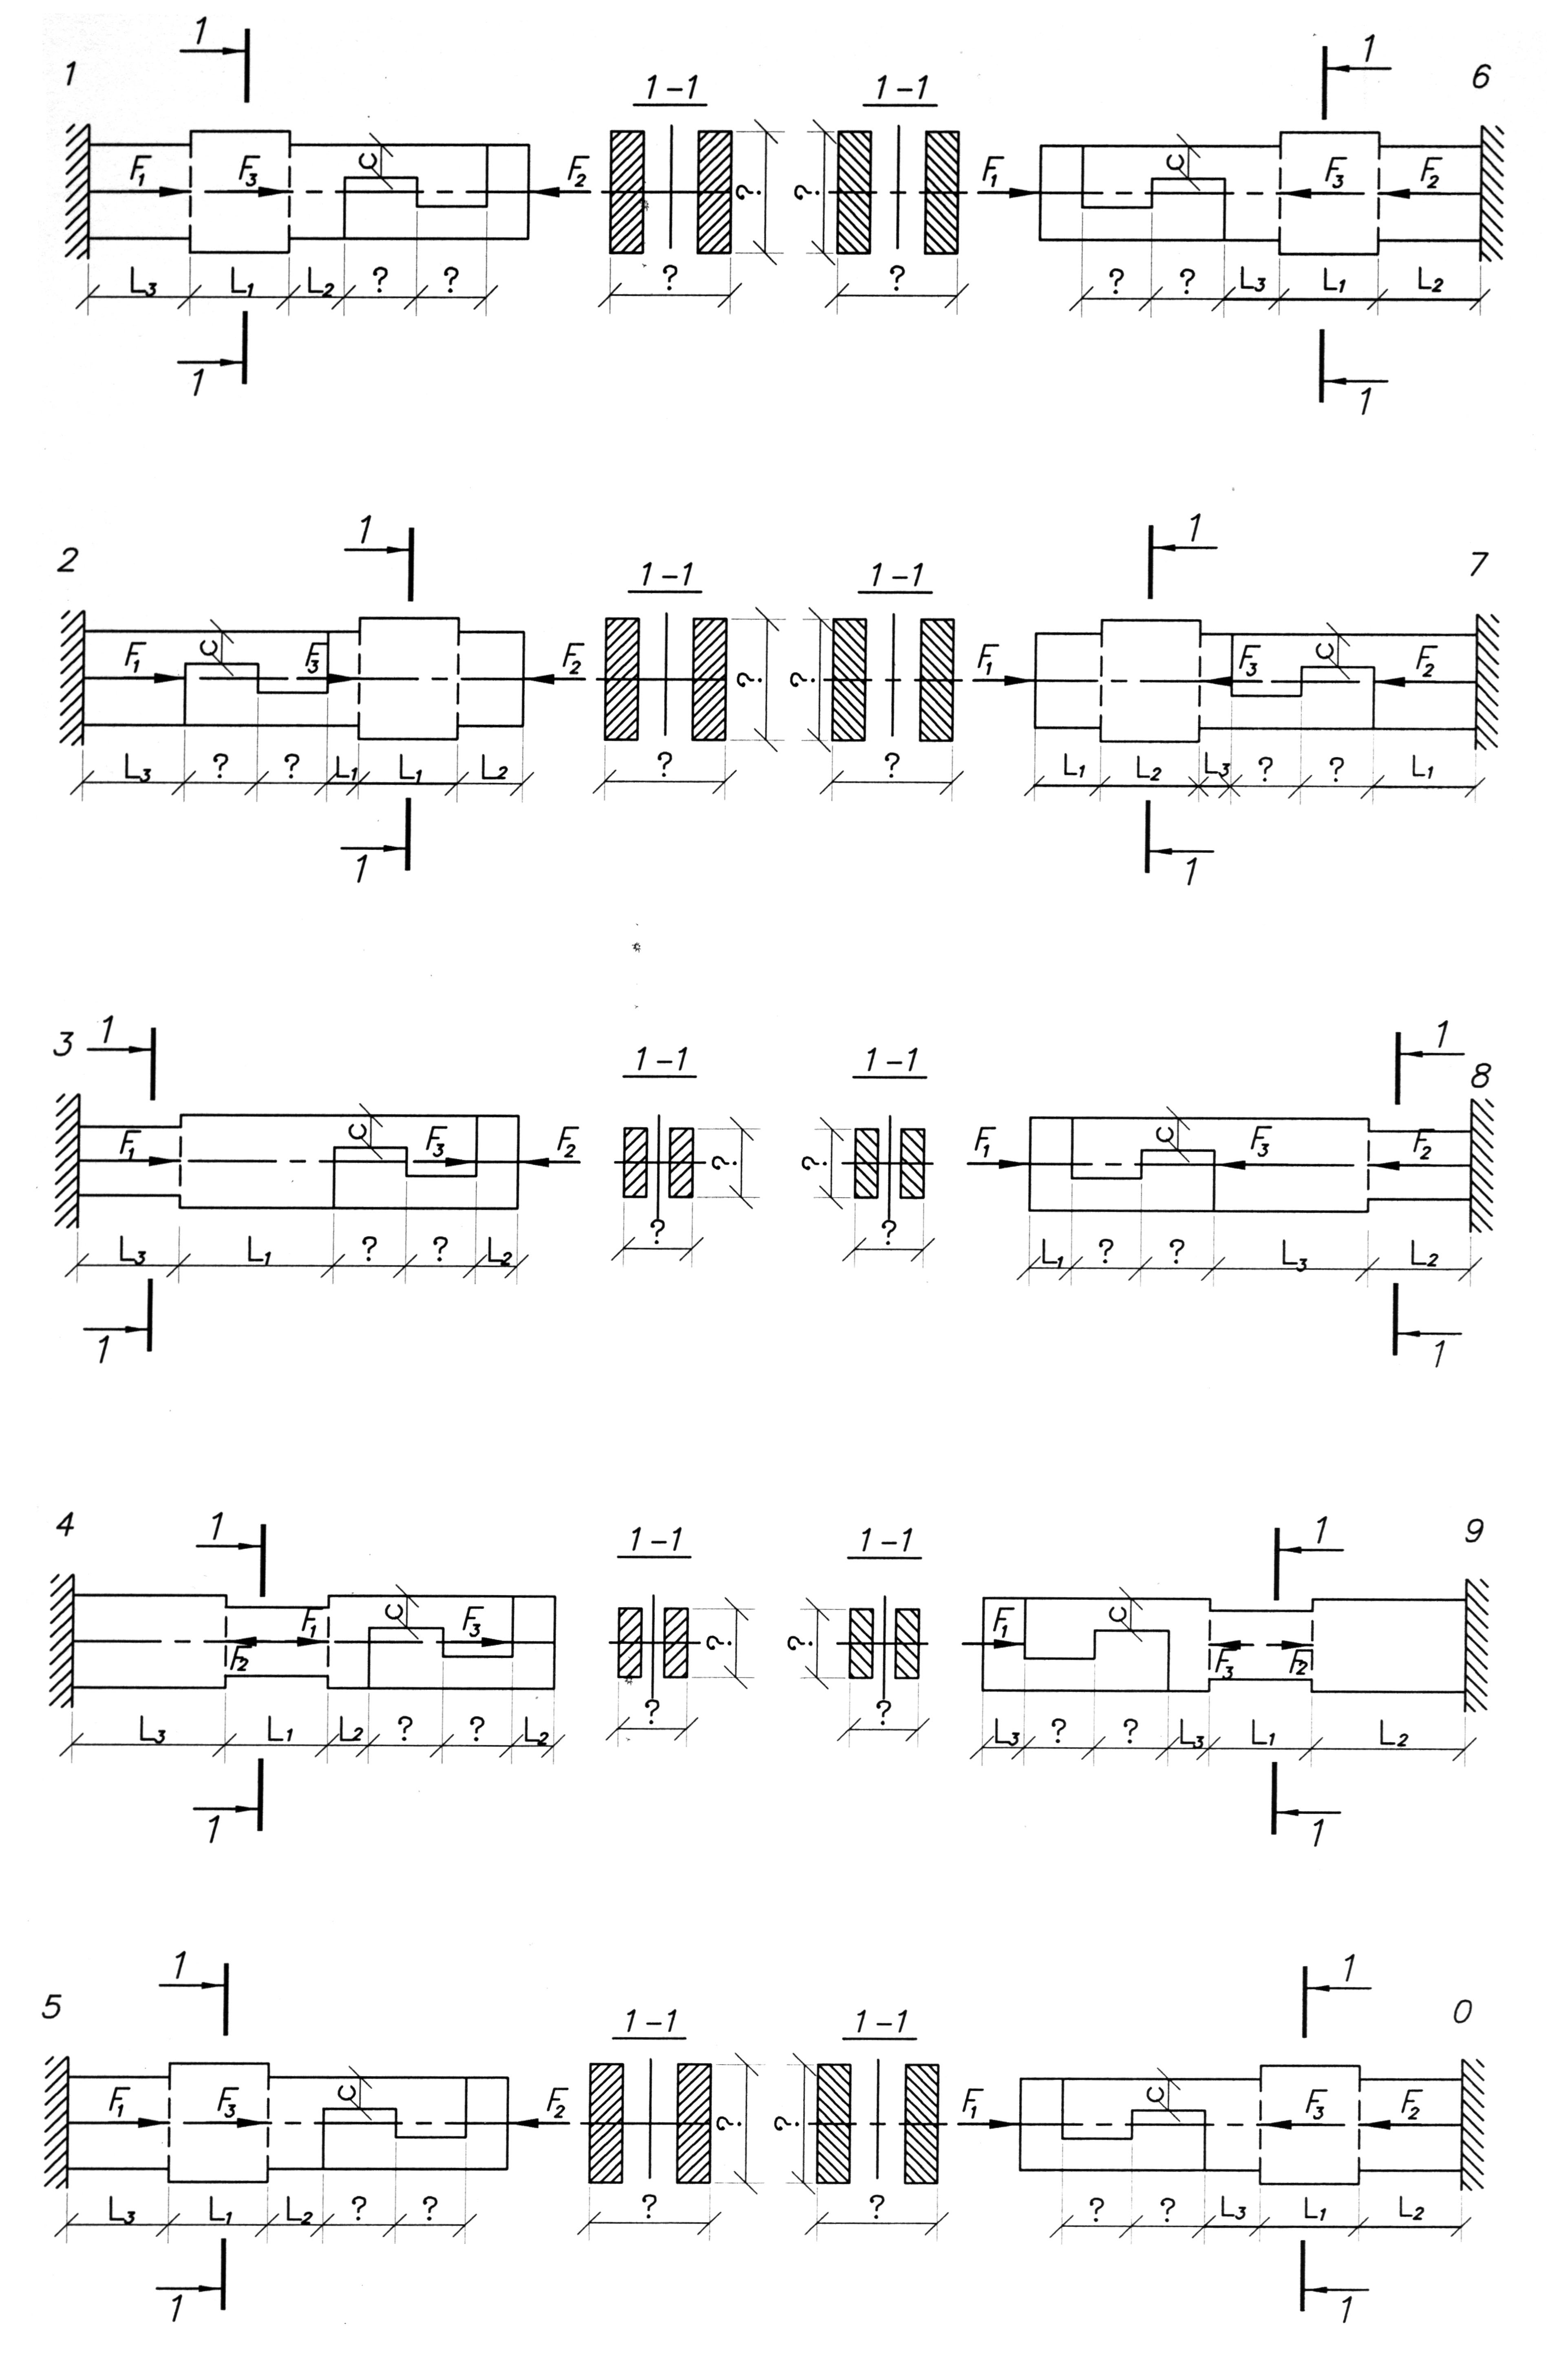 1 1 6
1
1-1 1-1
C C
F₁ F₃ F₂ ? ? F₁ F₃ F₂
L₃ L₁ L₂ ? ? ? ? ? ? L₃ L₁ L₂
1 1
2 1 1 7
1-1 1-1
C C
F₁ F₃ F₂ ? ? F₁ F₃ F₂
L₃ ? ? L₁ L₁ L₂ ? ? L₁ L₂ L₃ ? ? L₁
1 1
3 1 1
1-1 1-1 8
C C
F₁ F₃ F₂ ? ? F₁ F₃ F₂
L₃ L₁ ? ? L₂ ? ? L₁ ? ? L₃ L₂
1 1
4 1 1 9
1-1 1-1
C C
F₁ F₃ F₁
F₂ ? ? F₃ F₂
L₃ L₁ L₂ ? ? L₂ ? ? L₃ ? ? L₃ L₁ L₂
1 1
5 1 1 0
1-1 1-1
C C
F₁ F₃ F₂ ? ? F₁ F₃ F₂
L₃ L₁ L₂ ? ? ? ? ? ? L₃ L₁ L₂
1 1